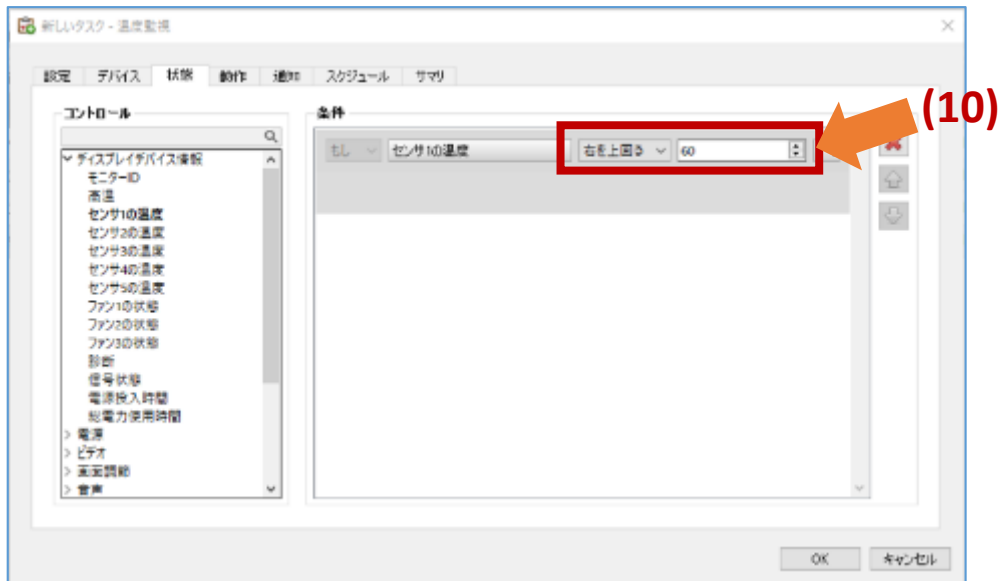 新しいタスク - 温度監視
設定 デバイス 状態 動作 通知 スケジュール サマリ
コントロール
条件
(10)
もし センサ1の温度 右を上回る 60
ディスプレイデバイス情報
モニターID
高温
センサ1の温度
センサ2の温度
センサ3の温度
センサ4の温度
センサ5の温度
ファン1の状態
ファン2の状態
ファン3の状態
診断
信号状態
電源投入時間
総電力使用時間
電源
ビデオ
画面調節
音声
OK キャンセル